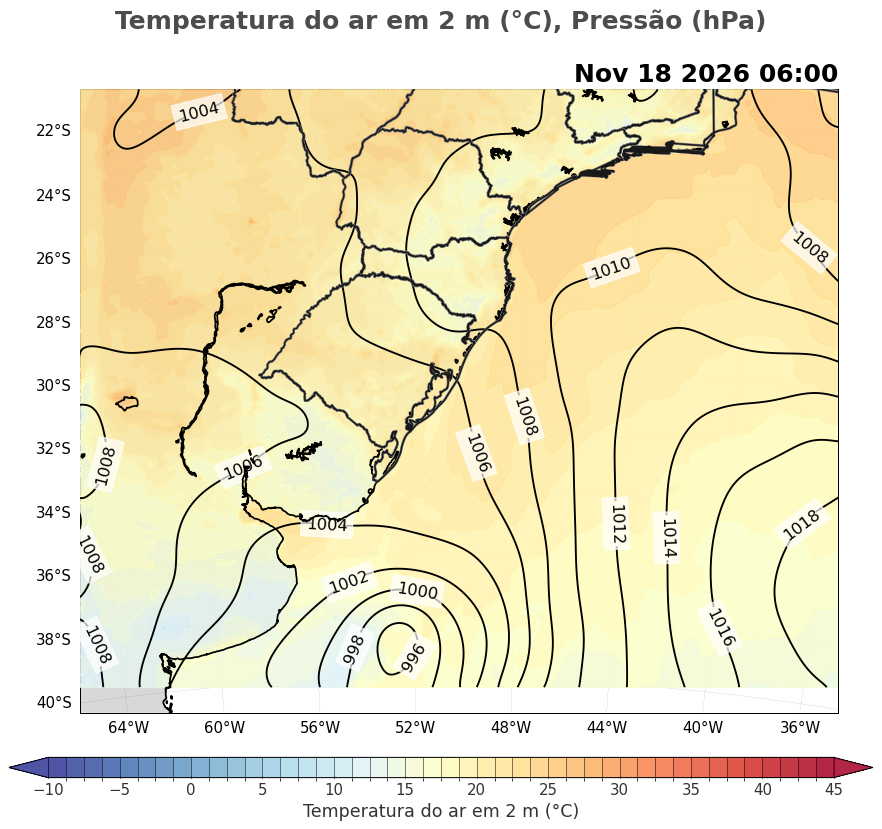 Temperatura do ar em 2 m (°C), Pressão (hPa)
Nov 18 2026 06:00
1004
22°S
24°S
1008
26°S
1010
28°S
30°S
1008
1006
32°S
1006
1008
34°S
1004
1012
1014
1018
1008
36°S
1002
1000
1016
38°S
1008
998
996
40°S
64°W 60°W 56°W 52°W 48°W 44°W 40°W 36°W
−10 −5 0 5 10 15 20 25 30 35 40 45
Temperatura do ar em 2 m (°C)